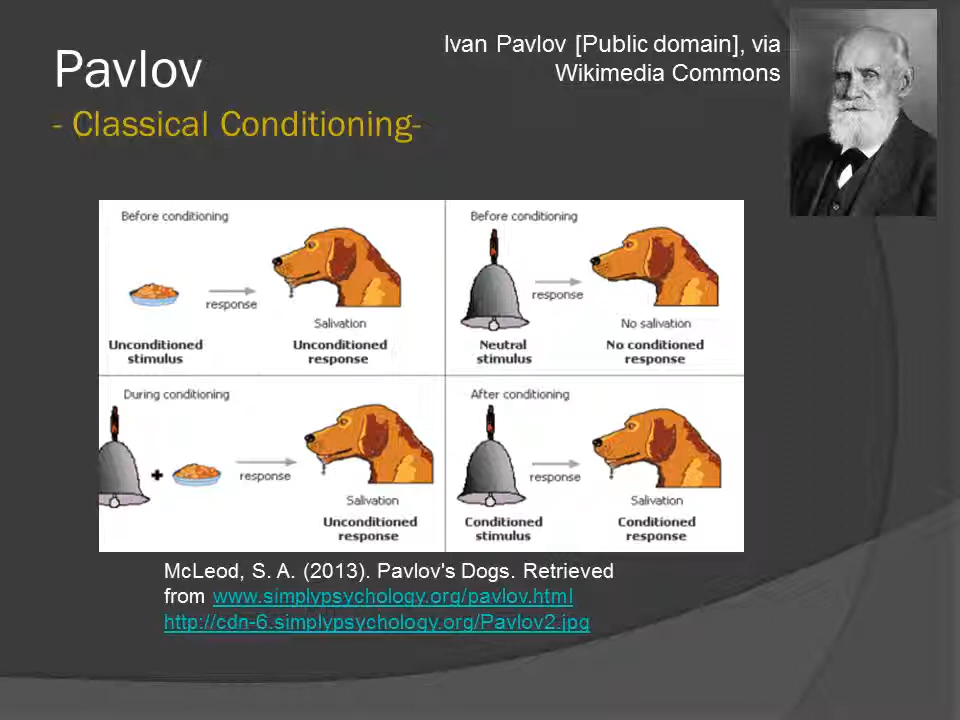 Pavlov
- Classical Conditioning-
Ivan Pavlov [Public domain], via
Wikimedia Commons
Before conditioning
response
Salivation
Unconditioned
stimulus
Unconditioned
response
Before conditioning
response
No salivation
Neutral
stimulus
No conditioned
response
During conditioning
+
response
Salivation
Unconditioned
response
After conditioning
response
Salivation
Conditioned
stimulus
Conditioned
response
McLeod, S. A. (2013). Pavlov's Dogs. Retrieved
from www.simplypsychology.org/pavlov.html
http://cdn-6.simplypsychology.org/Pavlov2.jpg